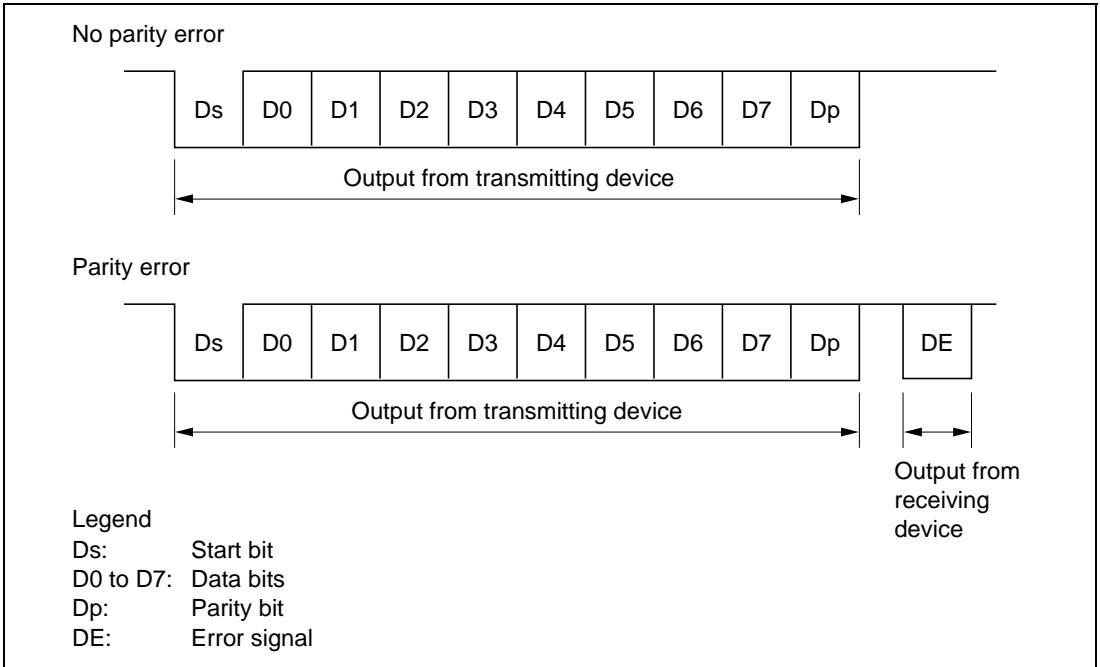 No parity error
Ds D0 D1 D2 D3 D4 D5 D6 D7 Dp
Output from transmitting device
Parity error
Ds D0 D1 D2 D3 D4 D5 D6 D7 Dp DE
Output from transmitting device
Output from
receiving
device
Legend
Ds: Start bit
D0 to D7: Data bits
Dp: Parity bit
DE: Error signal